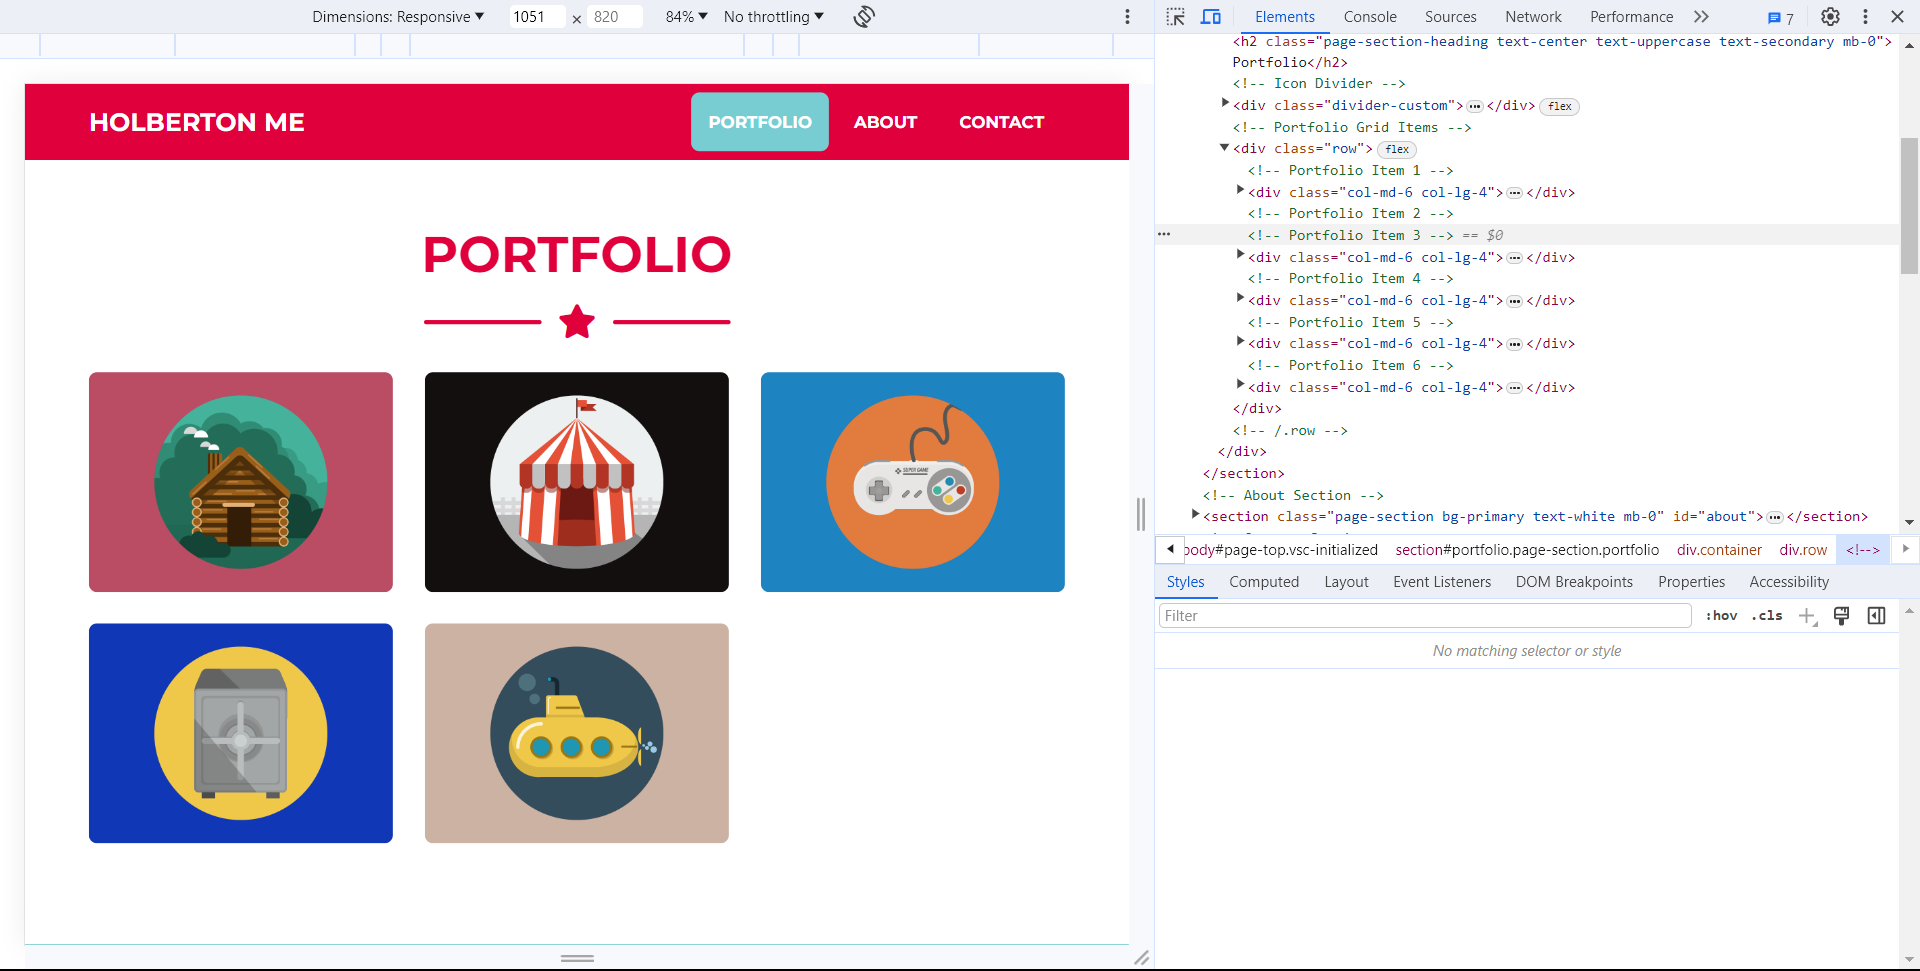 Dimensions: Responsive ▼ 1051 × 820 84% ▼ No throttling ▼
HOLBERTON ME
PORTFOLIO ABOUT CONTACT
PORTFOLIO
SUPER GAME
Elements Console Sources Network Performance 7
<h2 class="page-section-heading text-center text-uppercase text-secondary mb-0">
Portfolio</h2>
<!-- Icon Divider -->
<div class="divider-custom">…</div> flex
<!-- Portfolio Grid Items -->
<div class="row"> flex
<!-- Portfolio Item 1 -->
<div class="col-md-6 col-lg-4">…</div>
<!-- Portfolio Item 2 -->
<!-- Portfolio Item 3 --> == $0
<div class="col-md-6 col-lg-4">…</div>
<!-- Portfolio Item 4 -->
<div class="col-md-6 col-lg-4">…</div>
<!-- Portfolio Item 5 -->
<div class="col-md-6 col-lg-4">…</div>
<!-- Portfolio Item 6 -->
<div class="col-md-6 col-lg-4">…</div>
</div>
<!-- /.row -->
</div>
</section>
<!-- About Section -->
<section class="page-section bg-primary text-white mb-0" id="about">…</section>
body#page-top.vsc-initialized section#portfolio.page-section.portfolio div.container div.row <!-->
Styles Computed Layout Event Listeners DOM Breakpoints Properties Accessibility
Filter :hov .cls
No matching selector or style